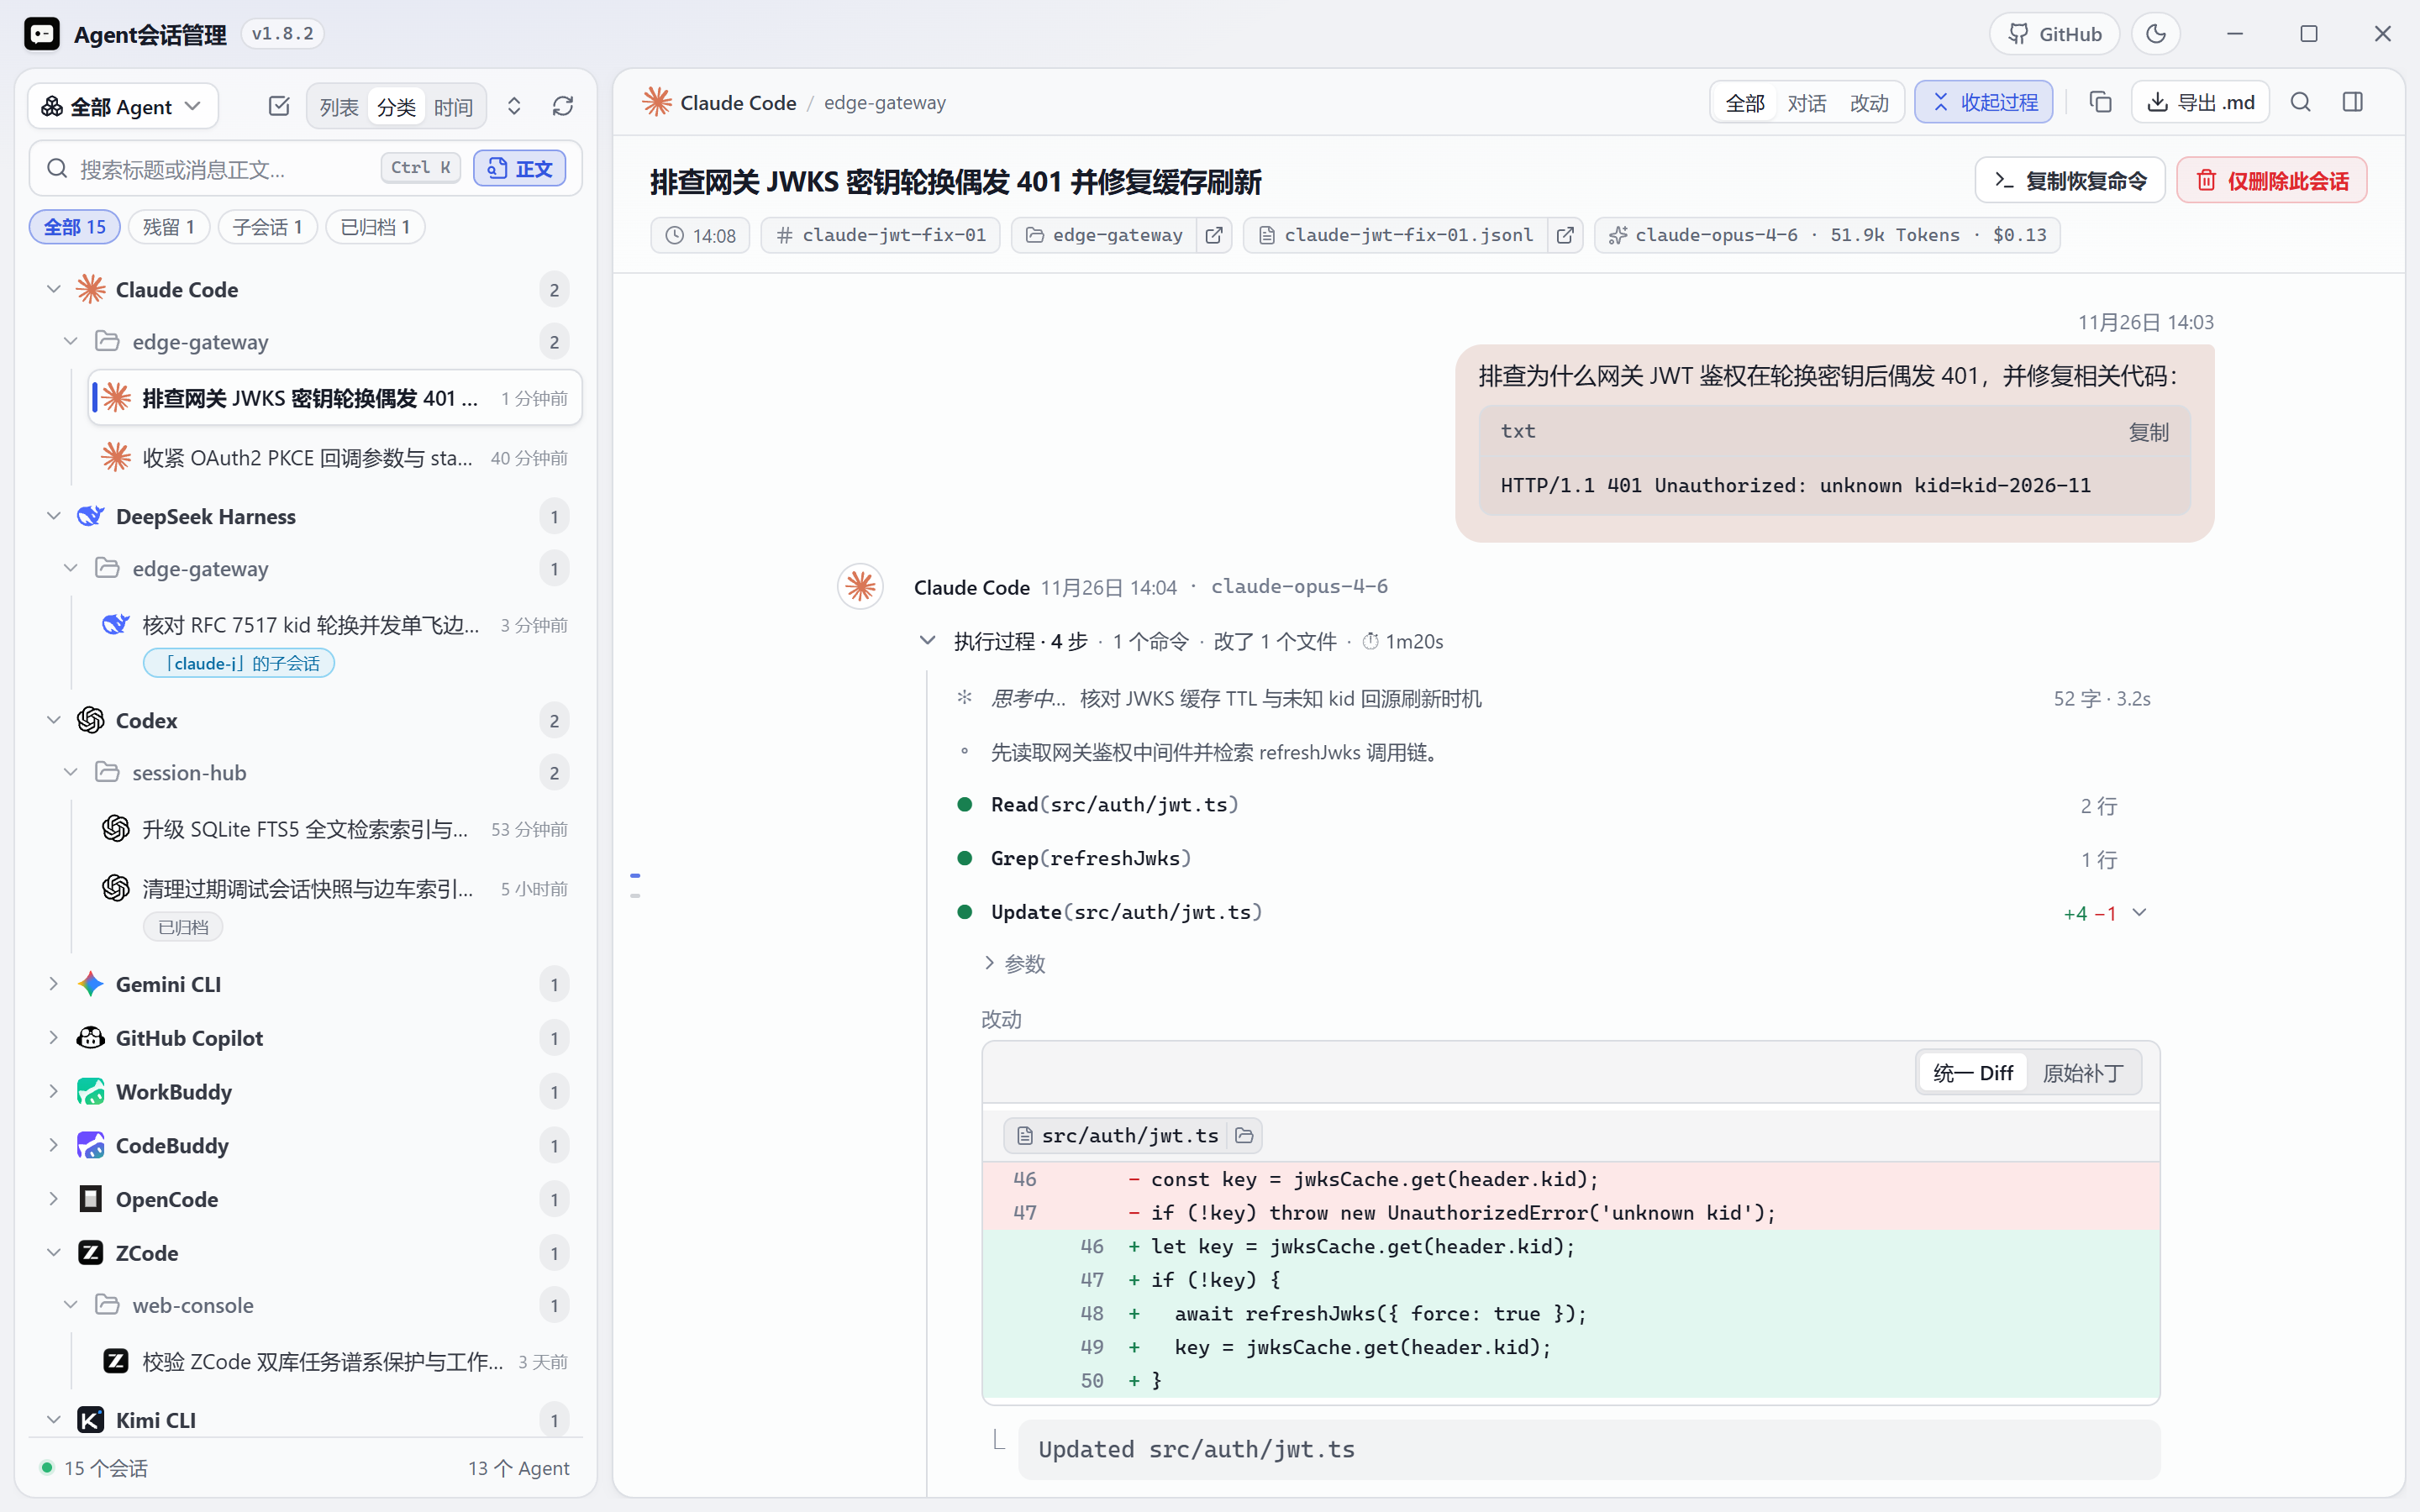 Agent会话管理 v1.8.2
GitHub
全部 Agent
列表 分类 时间
搜索标题或消息正文... Ctrl K 正文
全部 15 残留 1 子会话 1 已归档 1
Claude Code 2
edge-gateway 2
排查网关 JWKS 密钥轮换偶发 401 ... 1 分钟前
收紧 OAuth2 PKCE 回调参数与 sta... 40 分钟前
DeepSeek Harness 1
edge-gateway 1
核对 RFC 7517 kid 轮换并发单飞边... 3 分钟前
「claude-j」的子会话
Codex 2
session-hub 2
升级 SQLite FTS5 全文检索索引与... 53 分钟前
清理过期调试会话快照与边车索引... 5 小时前
已归档
Gemini CLI 1
GitHub Copilot 1
WorkBuddy 1
CodeBuddy 1
OpenCode 1
ZCode 1
web-console 1
校验 ZCode 双库任务谱系保护与工作... 3 天前
Kimi CLI 1
15 个会话 13 个 Agent
Claude Code / edge-gateway
全部 对话 改动 收起过程 导出 .md
排查网关 JWKS 密钥轮换偶发 401 并修复缓存刷新
复制恢复命令 仅删除此会话
14:08 # claude-jwt-fix-01 edge-gateway claude-jwt-fix-01.jsonl claude-opus-4-6 · 51.9k Tokens · $0.13
11月26日 14:03
排查为什么网关 JWT 鉴权在轮换密钥后偶发 401，并修复相关代码：
txt 复制
HTTP/1.1 401 Unauthorized: unknown kid=kid-2026-11
Claude Code 11月26日 14:04 · claude-opus-4-6
执行过程 · 4 步 · 1 个命令 · 改了 1 个文件 · 1m20s
思考中... 核对 JWKS 缓存 TTL 与未知 kid 回源刷新时机 52 字 · 3.2s
先读取网关鉴权中间件并检索 refreshJwks 调用链。
Read(src/auth/jwt.ts) 2 行
Grep(refreshJwks) 1 行
Update(src/auth/jwt.ts) +4 −1
参数
改动
统一 Diff 原始补丁
src/auth/jwt.ts
46 - const key = jwksCache.get(header.kid);
47 - if (!key) throw new UnauthorizedError('unknown kid');
46 + let key = jwksCache.get(header.kid);
47 + if (!key) {
48 + await refreshJwks({ force: true });
49 + key = jwksCache.get(header.kid);
50 + }
Updated src/auth/jwt.ts